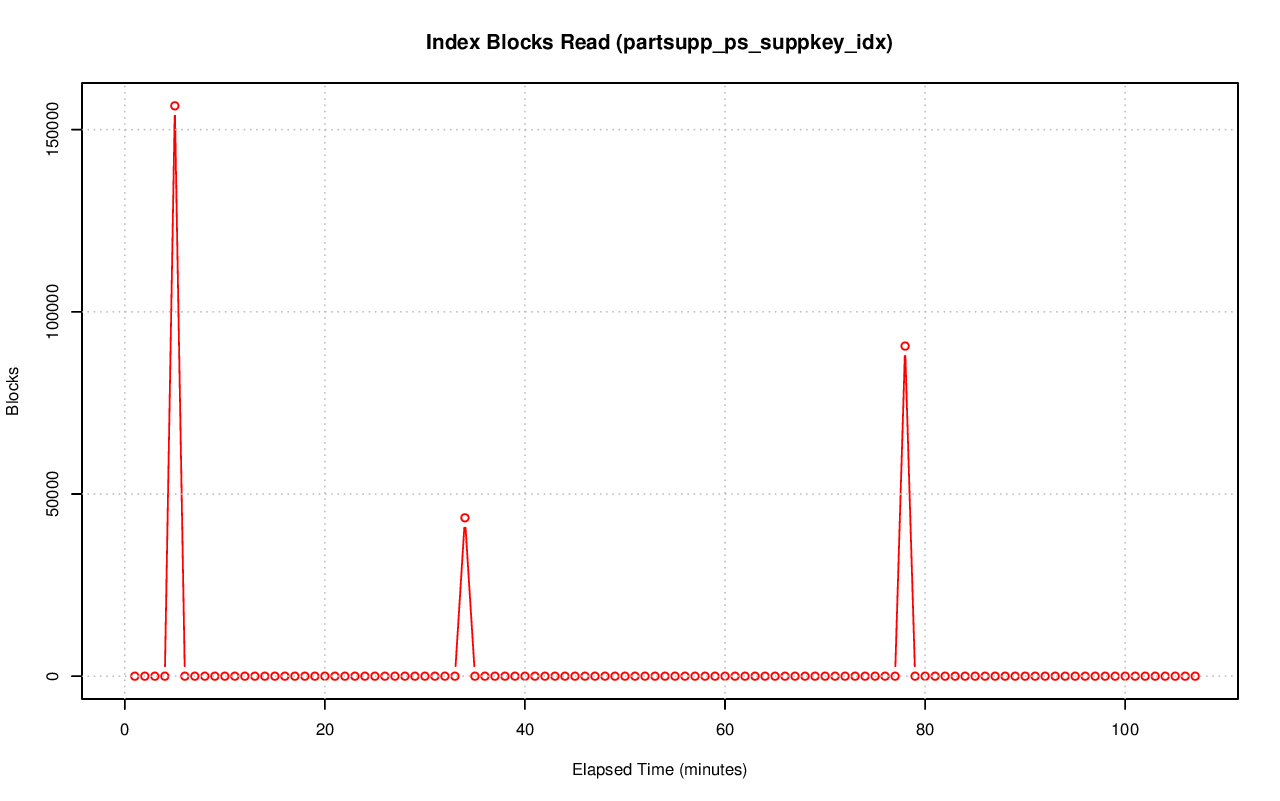 Index Blocks Read (partsupp_ps_suppkey_idx)
150000
100000
50000
0
Blocks
0 20 40 60 80 100
Elapsed Time (minutes)